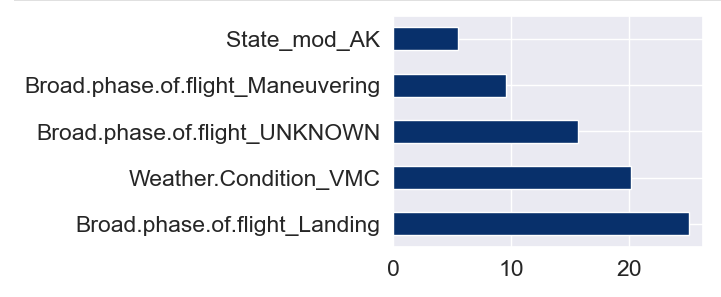 State_mod_AK
Broad.phase.of.flight_Maneuvering
Broad.phase.of.flight_UNKNOWN
Weather.Condition_VMC
Broad.phase.of.flight_Landing
0 10 20